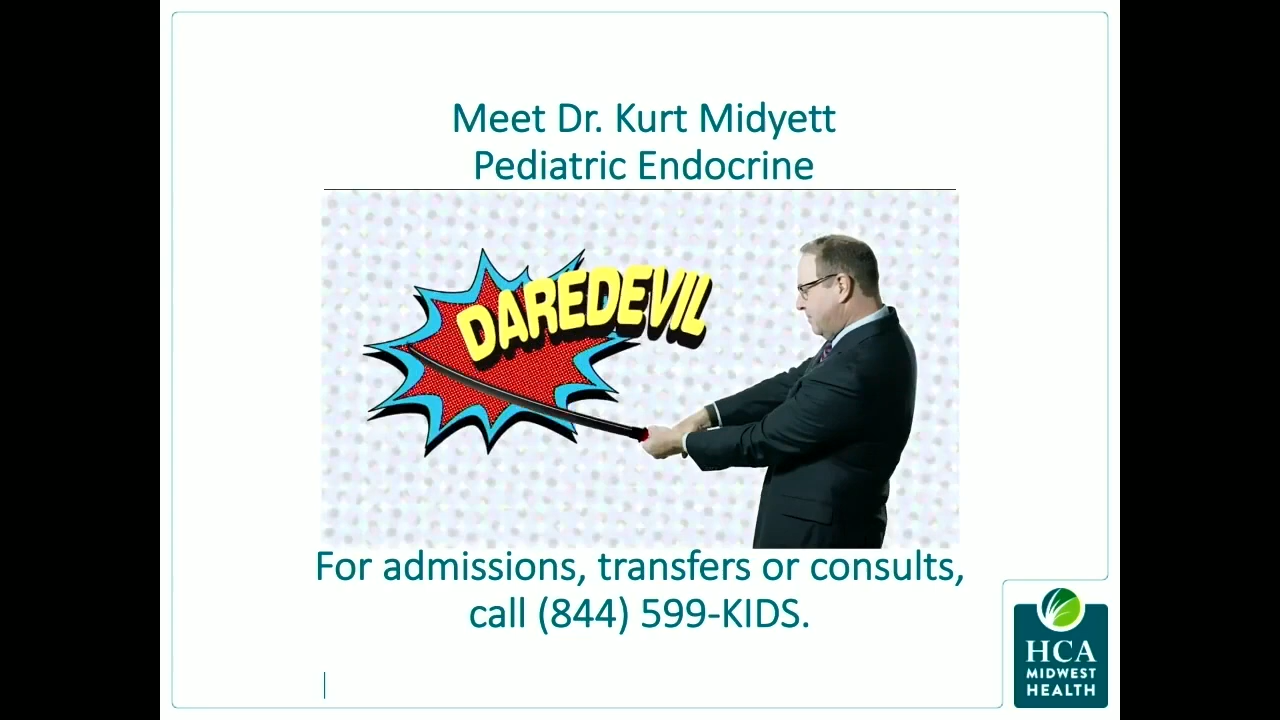 Meet Dr. Kurt Midyett
Pediatric Endocrine
DAREDEVIL
For admissions, transfers or consults,
call (844) 599-KIDS.
HCA
MIDWEST
HEALTH